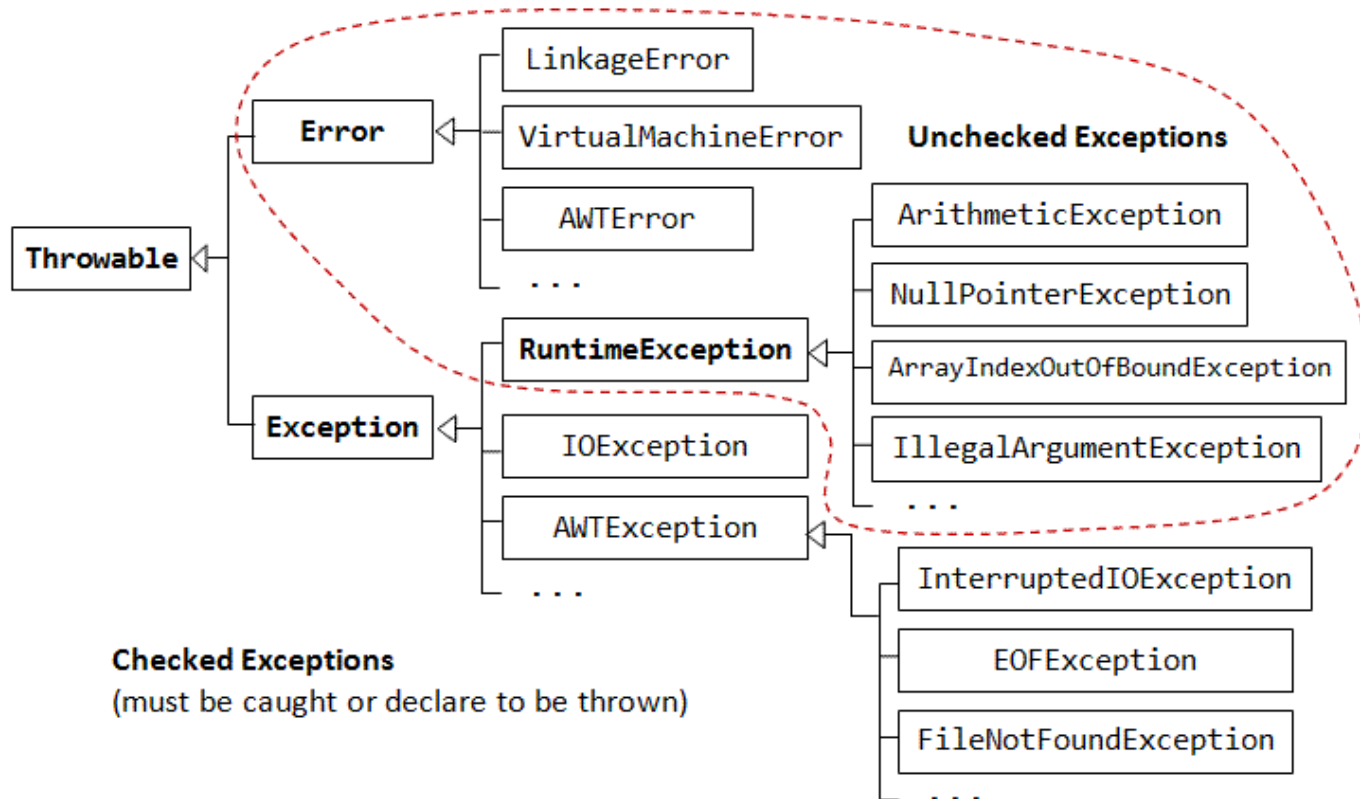 LinkageError
Error
VirtualMachineError
Unchecked Exceptions
AWTError
ArithmeticException
Throwable
...
NullPointerException
RuntimeException
ArrayIndexOutOfBoundException
Exception
IOException
IllegalArgumentException
...
AWTException
...
InterruptedIOException
Checked Exceptions
(must be caught or declare to be thrown)
EOFException
FileNotFoundException
...